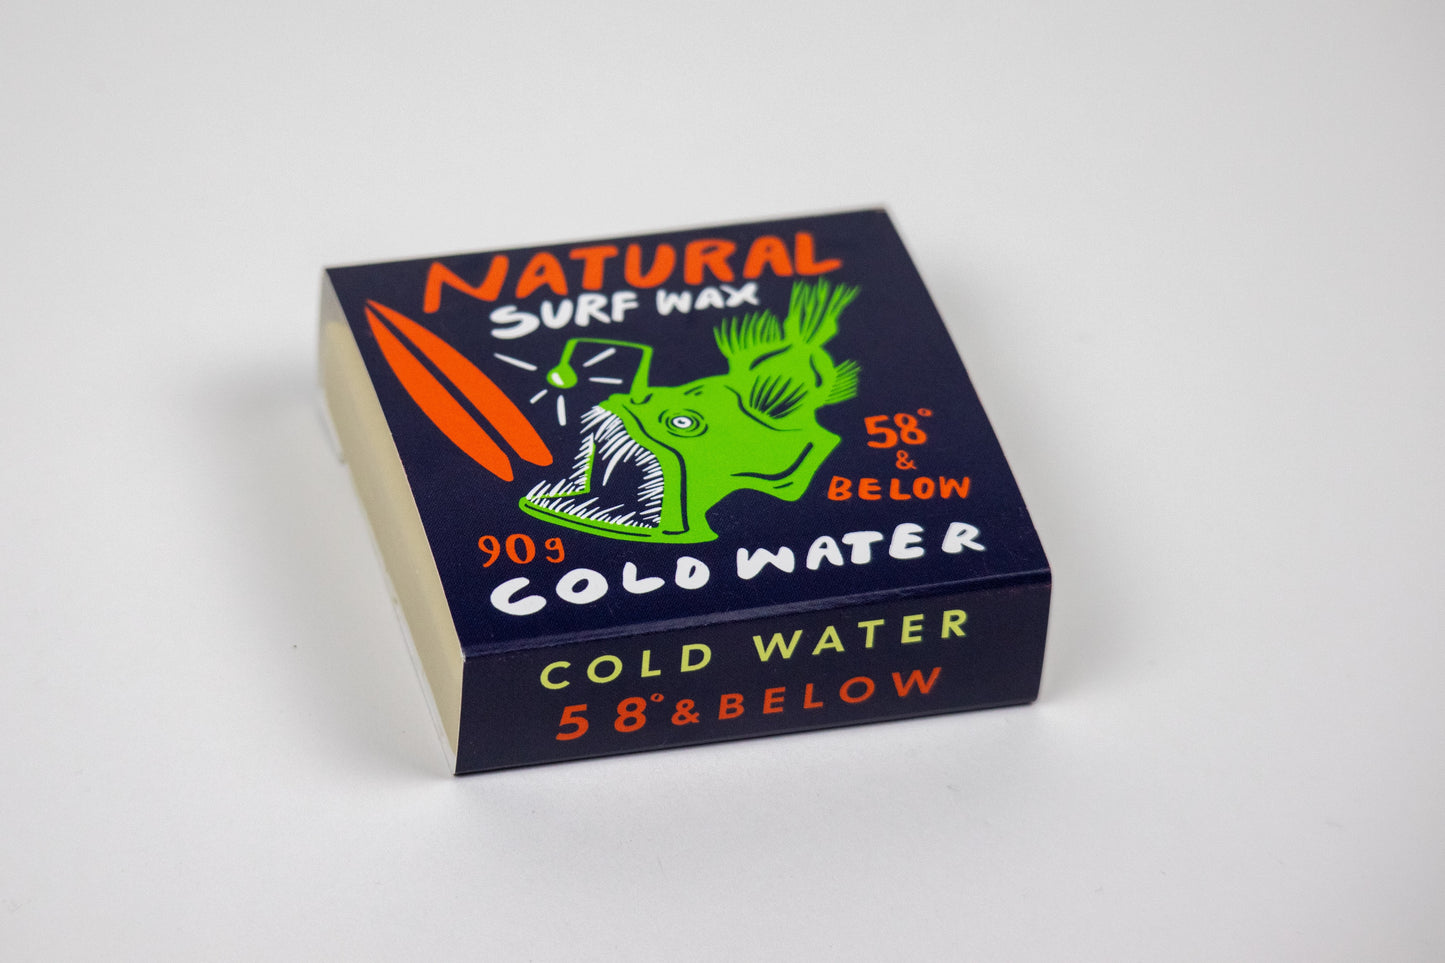 NATURAL
SURF WAX
58°
&
BELOW
90g
COLD WATER
COLD WATER
58°&BELOW